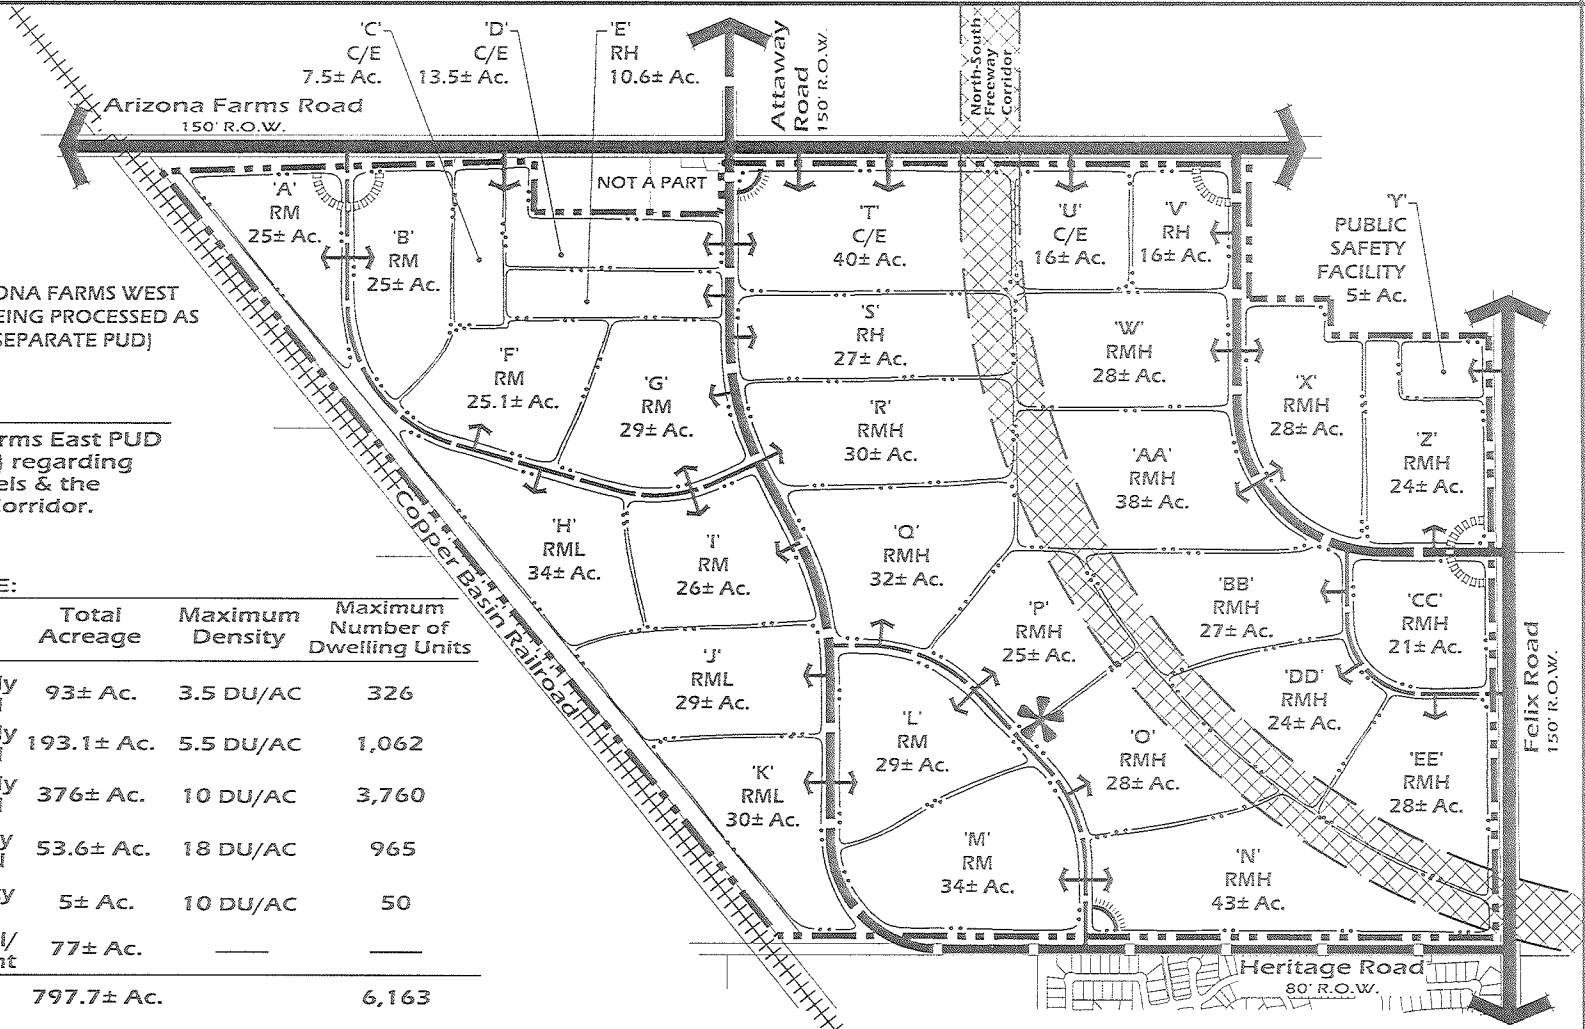 'C'
C/E
7.5± Ac.
'D'
C/E
13.5± Ac.
'E'
RH
10.6± Ac.
Attaway
Road
150' R.O.W.
North-South
Freeway
Corridor
Arizona Farms Road
150' R.O.W.
NOT A PART
'A'
RM
25± Ac.
'B'
RM
25± Ac.
'T'
C/E
40± Ac.
'U'
C/E
16± Ac.
'V'
RH
16± Ac.
'Y'
PUBLIC
SAFETY
FACILITY
5± Ac.
ONA FARMS WEST
EING PROCESSED AS
SEPARATE PUD)
'S'
RH
27± Ac.
'W'
RMH
28± Ac.
'F'
RM
25.1± Ac.
'G'
RM
29± Ac.
'X'
RMH
28± Ac.
'R'
RMH
30± Ac.
'Z'
RMH
24± Ac.
'AA'
RMH
38± Ac.
rms East PUD
) regarding
els & the
Corridor.
Copper Basin Railroad
'H'
RML
34± Ac.
'I'
RM
26± Ac.
'Q'
RMH
32± Ac.
'P'
RMH
25± Ac.
'BB'
RMH
27± Ac.
'CC'
RMH
21± Ac.
'J'
RML
29± Ac.
'DD'
RMH
24± Ac.
'L'
RM
29± Ac.
'O'
RMH
28± Ac.
'EE'
RMH
28± Ac.
Felix Road
150' R.O.W.
'K'
RML
30± Ac.
'M'
RM
34± Ac.
'N'
RMH
43± Ac.
Heritage Road
80' R.O.W.
E:
Total Acreage Maximum Density Maximum Number of Dwelling Units
93± Ac. 3.5 DU/AC 326
193.1± Ac. 5.5 DU/AC 1,062
376± Ac. 10 DU/AC 3,760
53.6± Ac. 18 DU/AC 965
5± Ac. 10 DU/AC 50
77± Ac. —— ——
797.7± Ac. 6,163